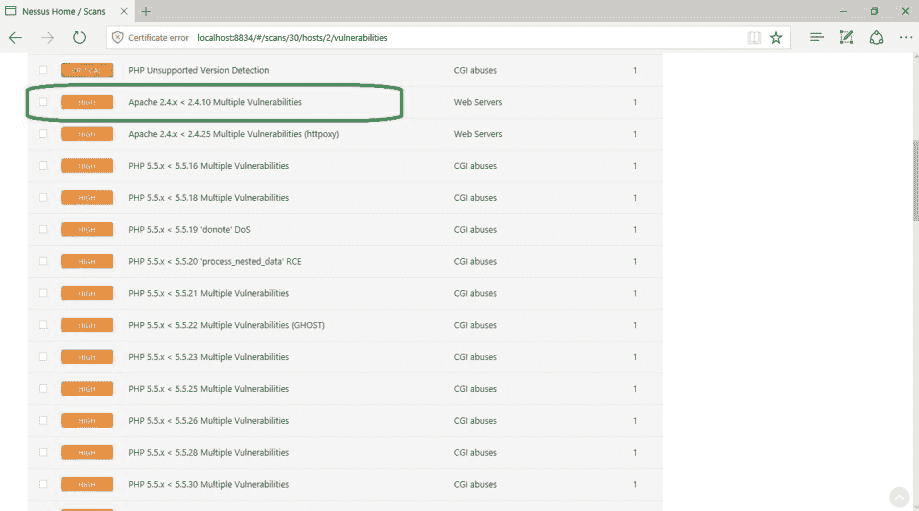 Nessus Home / Scans
Certificate error localhost:8834/#/scans/30/hosts/2/vulnerabilities
PHP Unsupported Version Detection CGI abuses 1
HIGH Apache 2.4.x < 2.4.10 Multiple Vulnerabilities Web Servers 1
HIGH Apache 2.4.x < 2.4.25 Multiple Vulnerabilities (httpoxy) Web Servers 1
HIGH PHP 5.5.x < 5.5.16 Multiple Vulnerabilities CGI abuses 1
HIGH PHP 5.5.x < 5.5.18 Multiple Vulnerabilities CGI abuses 1
HIGH PHP 5.5.x < 5.5.19 'donote' DoS CGI abuses 1
HIGH PHP 5.5.x < 5.5.20 'process_nested_data' RCE CGI abuses 1
HIGH PHP 5.5.x < 5.5.21 Multiple Vulnerabilities CGI abuses 1
HIGH PHP 5.5.x < 5.5.22 Multiple Vulnerabilities (GHOST) CGI abuses 1
HIGH PHP 5.5.x < 5.5.23 Multiple Vulnerabilities CGI abuses 1
HIGH PHP 5.5.x < 5.5.25 Multiple Vulnerabilities CGI abuses 1
HIGH PHP 5.5.x < 5.5.26 Multiple Vulnerabilities CGI abuses 1
HIGH PHP 5.5.x < 5.5.28 Multiple Vulnerabilities CGI abuses 1
HIGH PHP 5.5.x < 5.5.30 Multiple Vulnerabilities CGI abuses 1